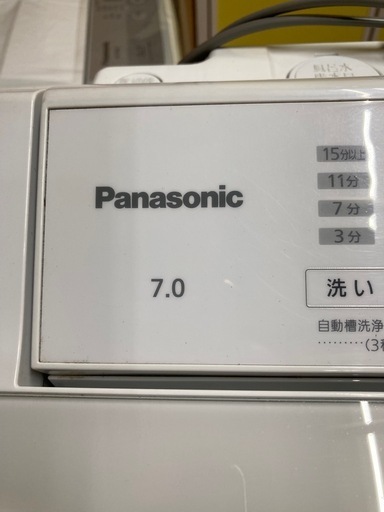 Panasonic
7.0
15分以上
11分
7分
3分
洗い
自動槽洗浄